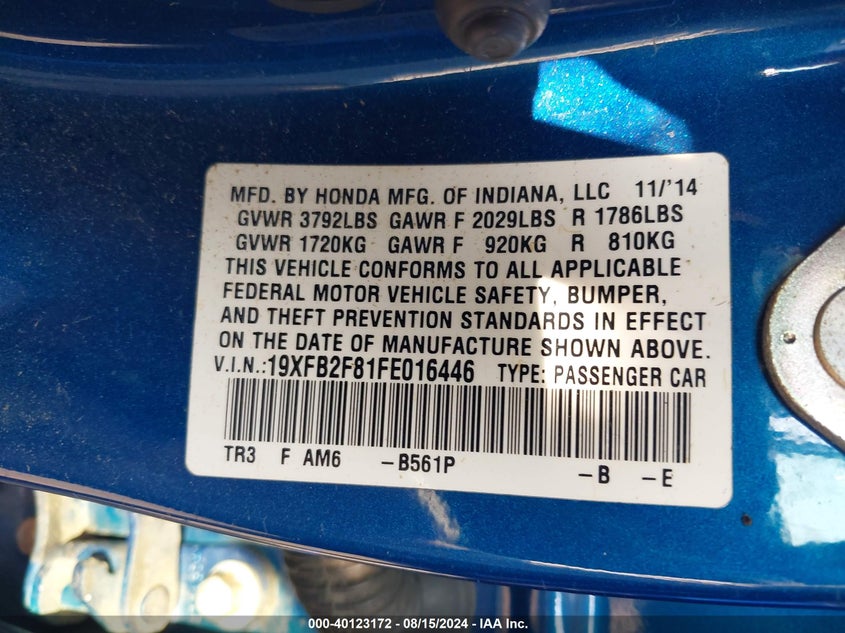 MFD. BY HONDA MFG. OF INDIANA, LLC 11/'14
GVWR 3792LBS GAWR F 2029LBS R 1786LBS
GVWR 1720KG GAWR F 920KG R 810KG
THIS VEHICLE CONFORMS TO ALL APPLICABLE
FEDERAL MOTOR VEHICLE SAFETY, BUMPER,
AND THEFT PREVENTION STANDARDS IN EFFECT
ON THE DATE OF MANUFACTURE SHOWN ABOVE.
V.I.N.:19XFB2F81FE016446 TYPE: PASSENGER CAR
TR3 F AM6 -B561P -B -E
©-40123172 - 08/15/2024 - IAA Inc.